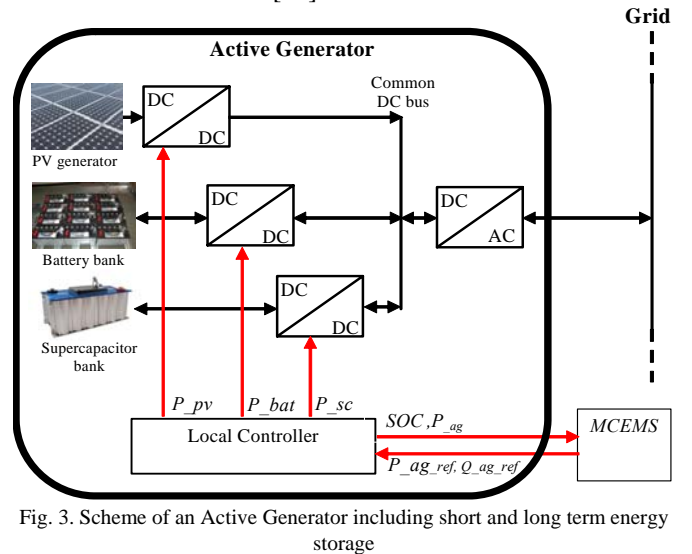 Grid
Active Generator
Common
DC bus
DC
DC
PV generator
DC
DC
DC
AC
Battery bank
DC
DC
Supercapacitor
bank
P_pv
P_bat
P_sc
Local Controller
SOC ,P_ag
MCEMS
P_ag_ref, Q_ag_ref
Fig. 3. Scheme of an Active Generator including short and long term energy
storage